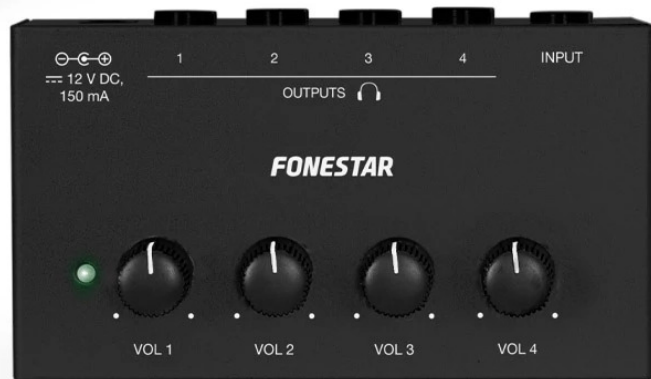 1 2 3 4 INPUT
12 V DC,
150 mA
OUTPUTS
FONESTAR
VOL 1 VOL 2 VOL 3 VOL 4